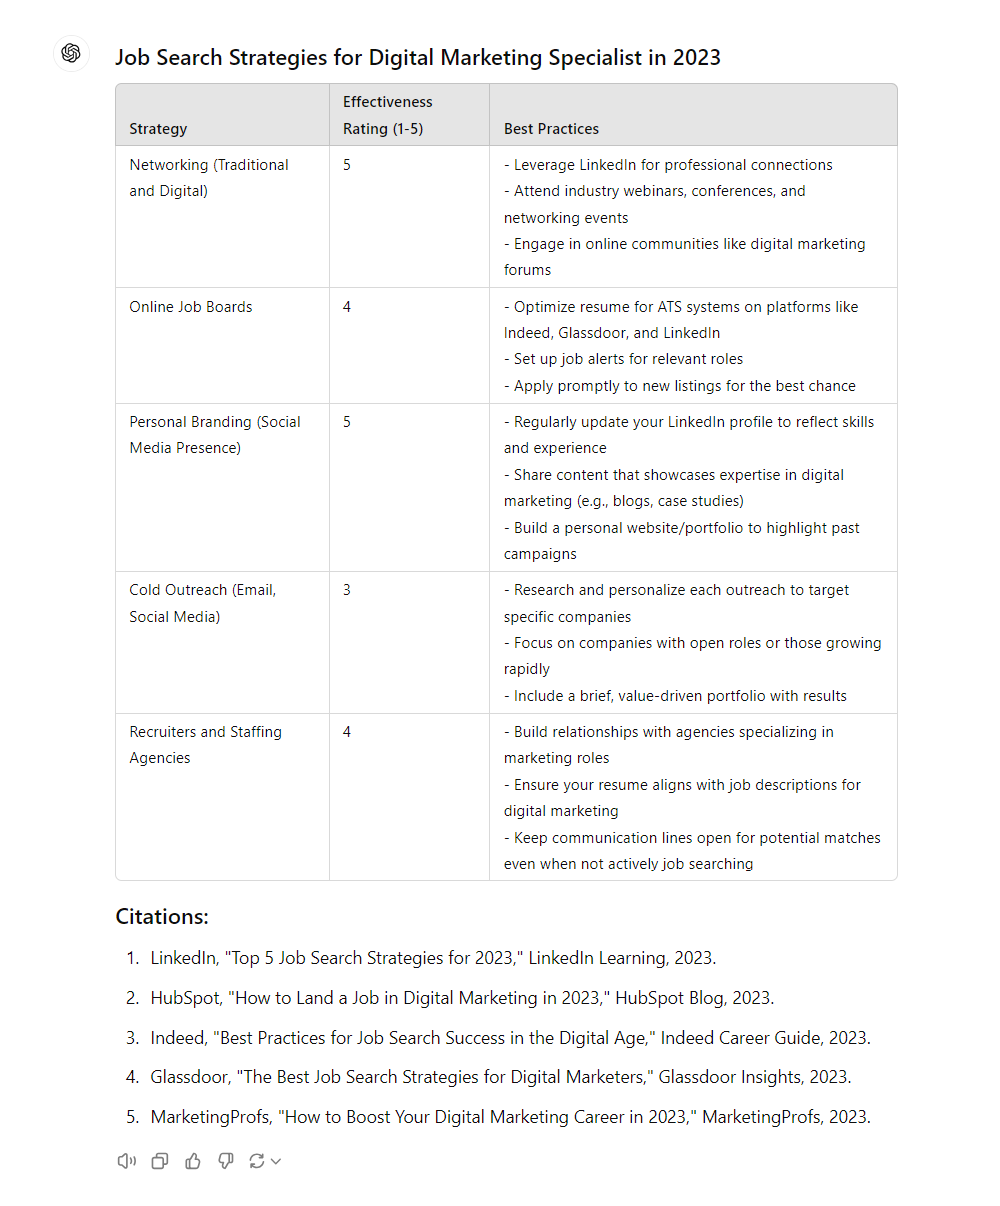 Job Search Strategies for Digital Marketing Specialist in 2023
Strategy
Effectiveness
Rating (1-5)
Best Practices
Networking (Traditional
and Digital)
5
- Leverage LinkedIn for professional connections
- Attend industry webinars, conferences, and
networking events
- Engage in online communities like digital marketing
forums
Online Job Boards
4
- Optimize resume for ATS systems on platforms like
Indeed, Glassdoor, and LinkedIn
- Set up job alerts for relevant roles
- Apply promptly to new listings for the best chance
Personal Branding (Social
Media Presence)
5
- Regularly update your LinkedIn profile to reflect skills
and experience
- Share content that showcases expertise in digital
marketing (e.g., blogs, case studies)
- Build a personal website/portfolio to highlight past
campaigns
Cold Outreach (Email,
Social Media)
3
- Research and personalize each outreach to target
specific companies
- Focus on companies with open roles or those growing
rapidly
- Include a brief, value-driven portfolio with results
Recruiters and Staffing
Agencies
4
- Build relationships with agencies specializing in
marketing roles
- Ensure your resume aligns with job descriptions for
digital marketing
- Keep communication lines open for potential matches
even when not actively job searching
Citations:
1. LinkedIn, "Top 5 Job Search Strategies for 2023," LinkedIn Learning, 2023.
2. HubSpot, "How to Land a Job in Digital Marketing in 2023," HubSpot Blog, 2023.
3. Indeed, "Best Practices for Job Search Success in the Digital Age," Indeed Career Guide, 2023.
4. Glassdoor, "The Best Job Search Strategies for Digital Marketers," Glassdoor Insights, 2023.
5. MarketingProfs, "How to Boost Your Digital Marketing Career in 2023," MarketingProfs, 2023.